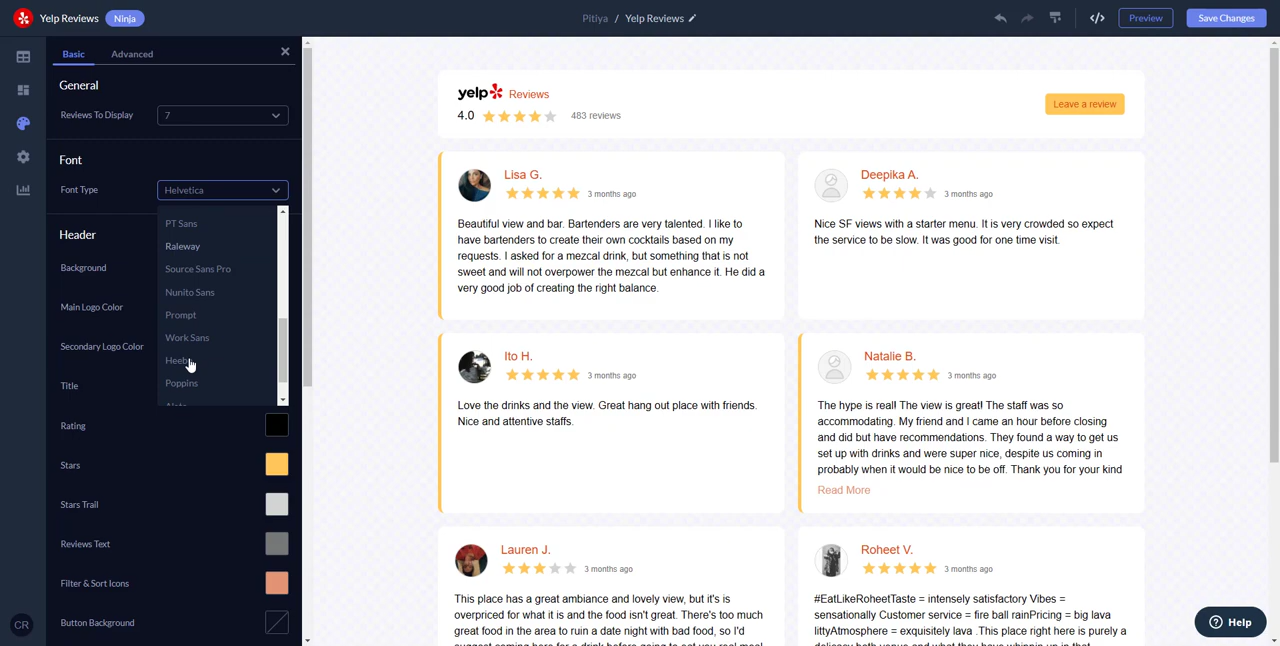 Yelp Reviews Ninja
Pitiya / Yelp Reviews
Preview
Save Changes
Basic Advanced
General
Reviews To Display 7
Font
Font Type Helvetica
PT Sans
Raleway
Source Sans Pro
Nunito Sans
Prompt
Work Sans
Poppins
Header
Background
Main Logo Color
Secondary Logo Color
Title
Rating
Stars
Stars Trail
Reviews Text
Filter & Sort Icons
Button Background
CR
yelp Reviews
4.0 483 reviews
Leave a review
Lisa G.
3 months ago
Beautiful view and bar. Bartenders are very talented. I like to
have bartenders to create their own cocktails based on my
requests. I asked for a mezcal drink, but something that is not
sweet and will not overpower the mezcal but enhance it. He did a
very good job of creating the right balance.
Deepika A.
3 months ago
Nice SF views with a starter menu. It is very crowded so expect
the service to be slow. It was good for one time visit.
Ito H.
3 months ago
Love the drinks and the view. Great hang out place with friends.
Nice and attentive staffs.
Natalie B.
3 months ago
The hype is real! The view is great! The staff was so
accommodating. My friend and I came an hour before closing
and did but have recommendations. They found a way to get us
set up with drinks and were super nice, despite us coming in
probably when it would be nice to be off. Thank you for your kind
Read More
Lauren J.
3 months ago
This place has a great ambiance and lovely view, but it's is
overpriced for what it is and the food isn't great. There's too much
great food in the area to ruin a date night with bad food, so I'd
Roheet V.
3 months ago
#EatLikeRoheetTaste = intensely satisfactory Vibes =
sensationally Customer service = fire ball rainPricing = big lava
littyAtmosphere = exquisitely lava .This place right here is purely a
Help